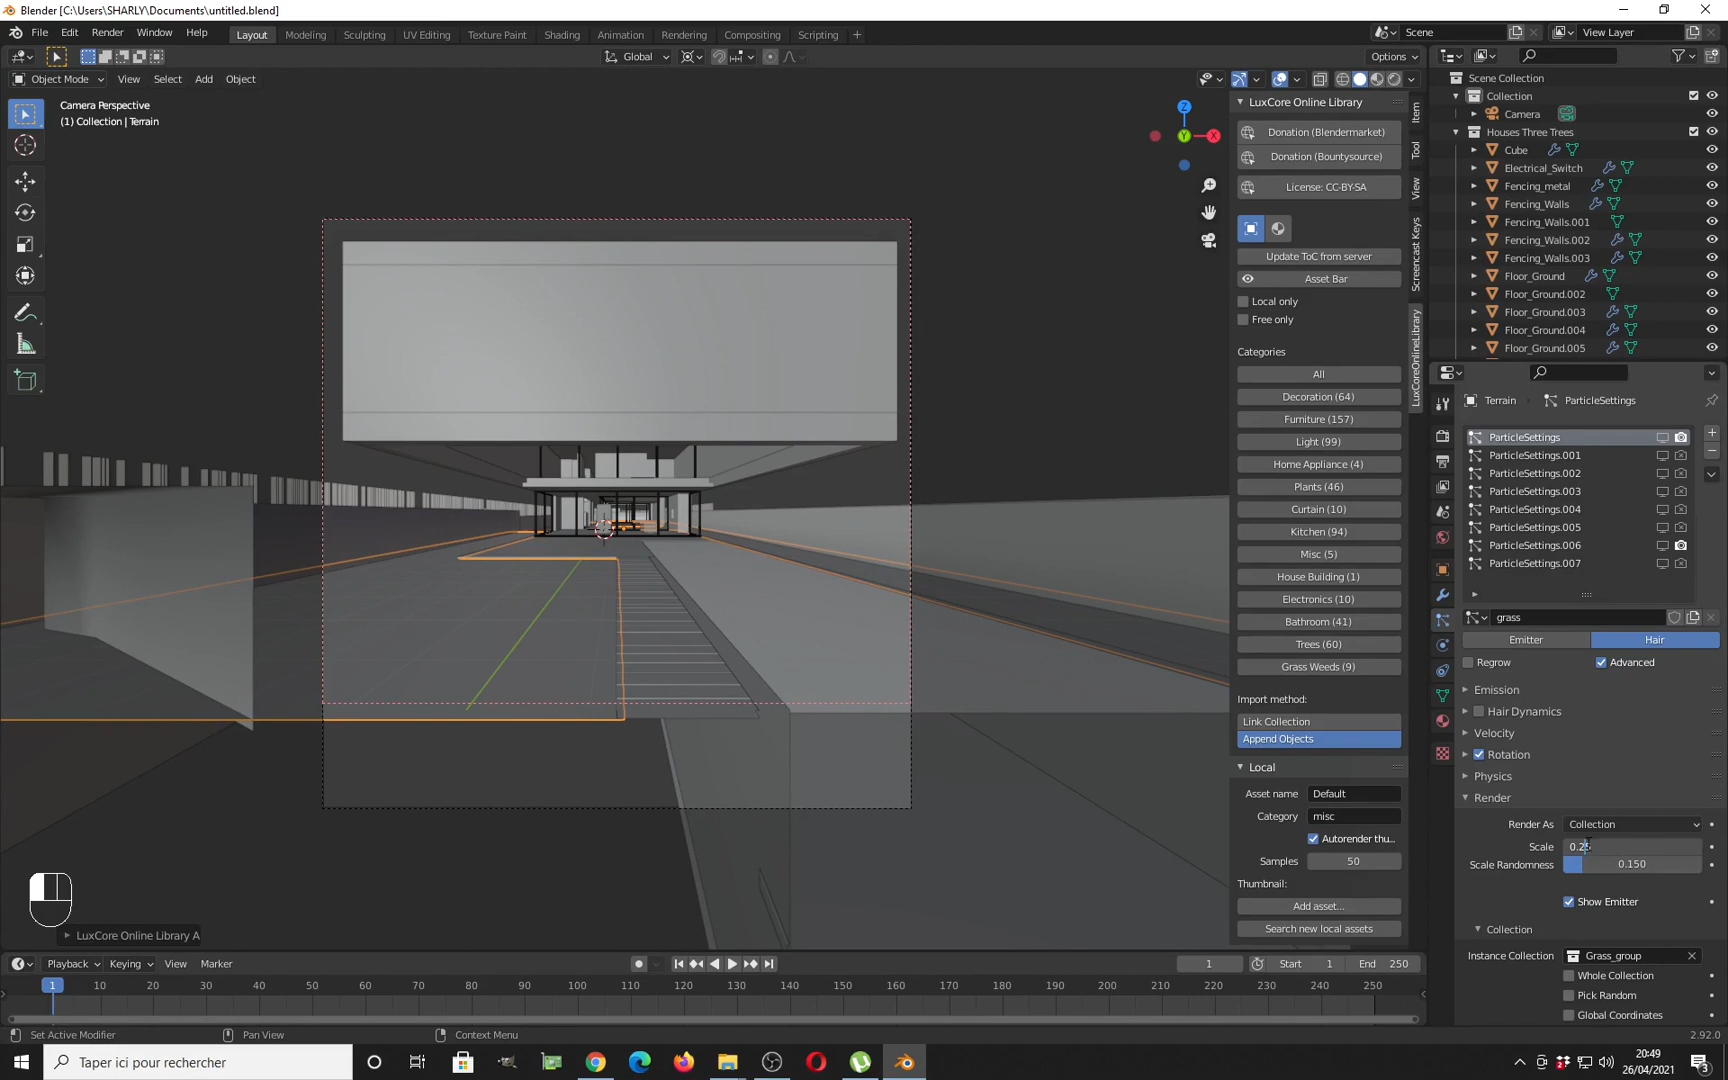 Blender [C:\Users\SHARLY\Documents\untitled.blend]
File Edit Render Window Help
Layout Modeling Sculpting UV Editing Texture Paint Shading Animation Rendering Compositing Scripting +
Scene View Layer
Global Options
Object Mode View Select Add Object
Camera Perspective
(1) Collection | Terrain
Z
Y
X
LuxCore Online Library
Donation (Blendermarket)
Donation (Bountysource)
License: CC-BY-SA
Update ToC from server
Asset Bar
Local only
Free only
Categories
All
Decoration (64)
Furniture (157)
Light (99)
Home Appliance (4)
Plants (46)
Curtain (10)
Kitchen (94)
Misc (5)
House Building (1)
Electronics (10)
Bathroom (41)
Trees (60)
Grass Weeds (9)
Import method:
Link Collection
Append Objects
Local
Asset name Default
Category misc
Autorender thu...
Samples 50
Thumbnail:
Add asset...
Search new local assets
Item
Tool
View
Screencast Keys
LuxCoreOnlineLibrary
Scene Collection
Collection
Camera
Houses Three Trees
Cube
Electrical_Switch
Fencing_metal
Fencing_Walls
Fencing_Walls.001
Fencing_Walls.002
Fencing_Walls.003
Floor_Ground
Floor_Ground.002
Floor_Ground.003
Floor_Ground.004
Floor_Ground.005
Terrain ParticleSettings
ParticleSettings
ParticleSettings.001
ParticleSettings.002
ParticleSettings.003
ParticleSettings.004
ParticleSettings.005
ParticleSettings.006
ParticleSettings.007
grass
Emitter Hair
Regrow Advanced
Emission
Hair Dynamics
Velocity
Rotation
Physics
Render
Render As Collection
Scale 0.25
Scale Randomness 0.150
Show Emitter
Collection
Instance Collection Grass_group
Whole Collection
Pick Random
Global Coordinates
LuxCore Online Library A
Playback Keying View Marker
1 Start 1 End 250
1 10 20 30 40 50 60 70 80 90 100 110 120 130 140 150 160 170 180 190 200 210 220 230 240 250
Set Active Modifier Pan View Context Menu 2.92.0
Taper ici pour rechercher
20:49
26/04/2021
3